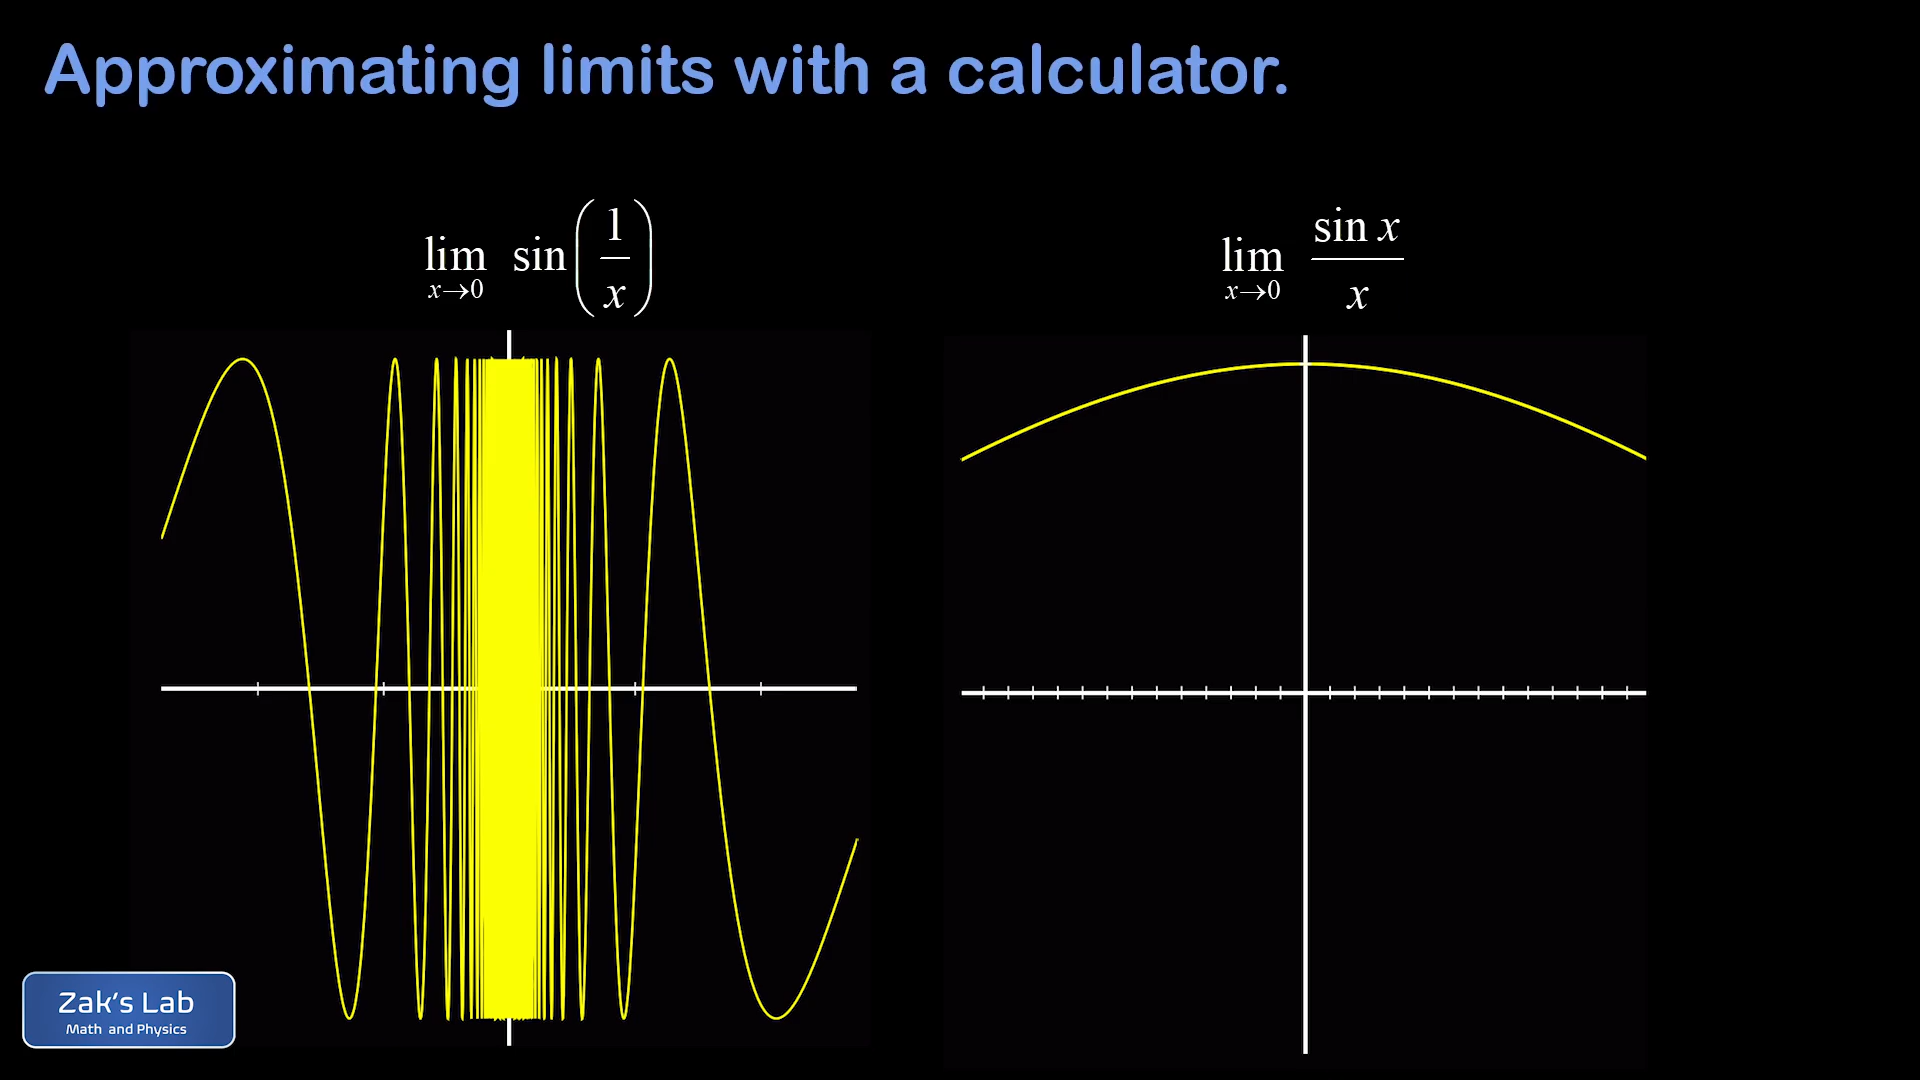 Approximating limits with a calculator.
lim x→0 sin(1/x)
lim x→0 sin x / x
Zak's Lab
Math and Physics